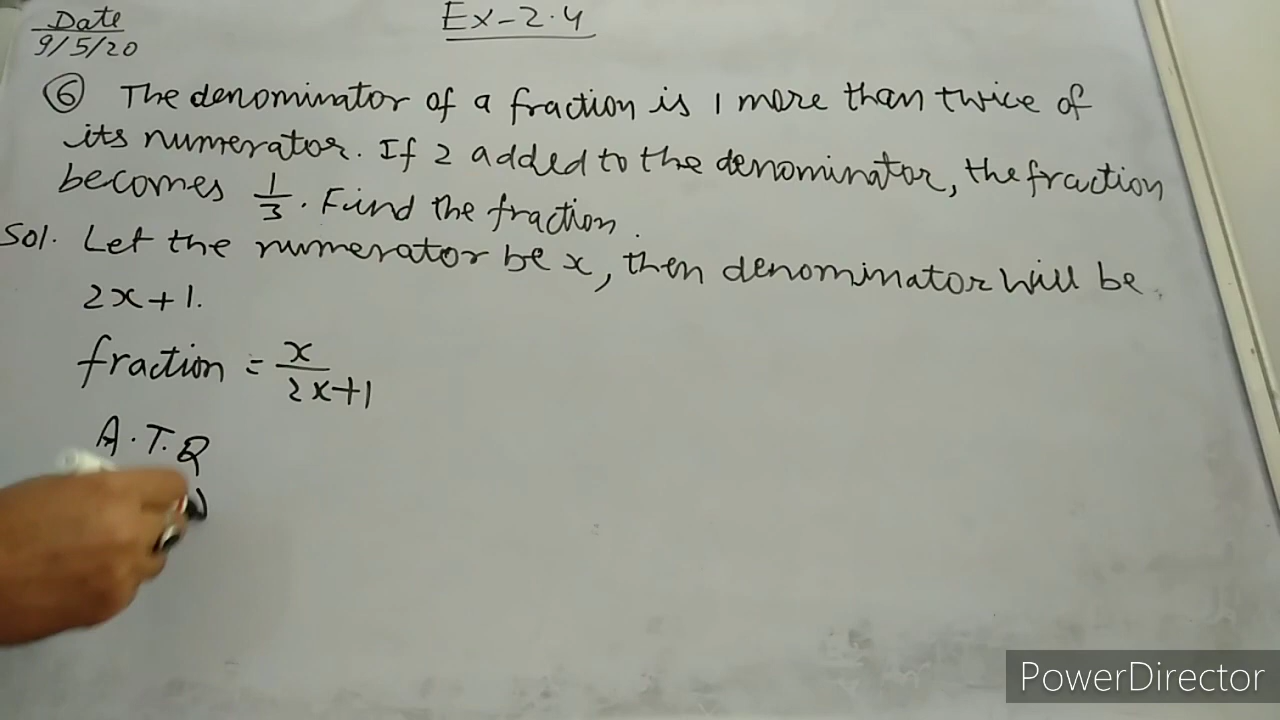 Date
9/5/20
Ex-2.4
⑥ The denominator of a fraction is 1 more than twice of
its numerator. If 2 added to the denominator, the fraction
becomes 1/3. Find the fraction.
Sol. Let the numerator be x, then denominator will be
2x+1.
fraction = x/2x+1
A.T.Q
PowerDirector